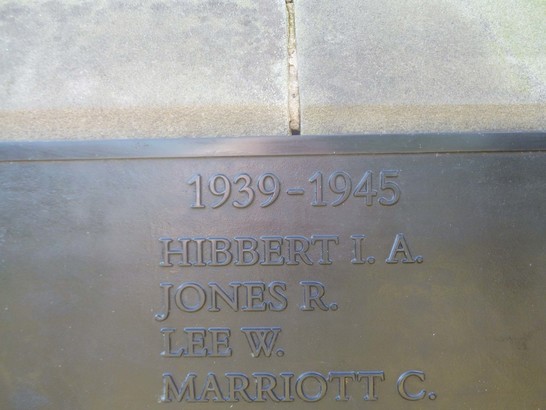 1939-1945
HIBBERT I. A.
JONES R.
LEE W.
MARRIOTT C.